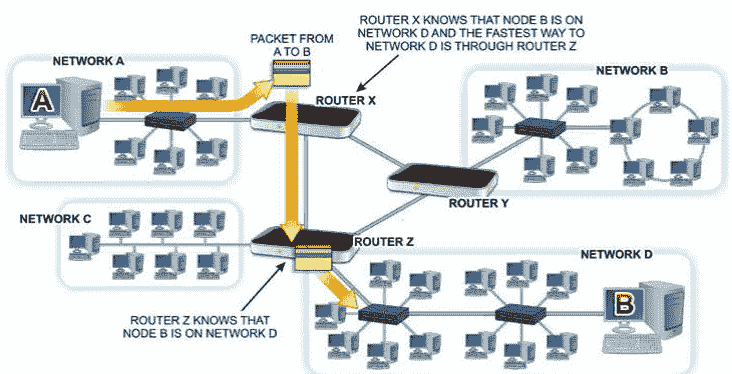 ROUTER X KNOWS THAT NODE B IS ON
NETWORK D AND THE FASTEST WAY TO
NETWORK D IS THROUGH ROUTER Z
PACKET FROM
A TO B
NETWORK A
NETWORK B
A
ROUTER X
ROUTER Y
NETWORK C
ROUTER Z
NETWORK D
B
ROUTER Z KNOWS THAT
NODE B IS ON NETWORK D